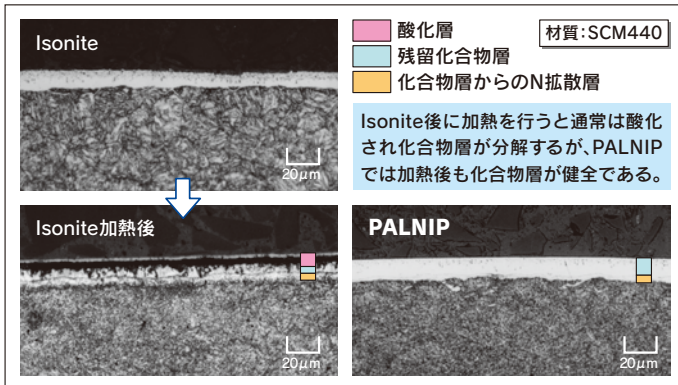 Isonite
20μm
酸化層
残留化合物層
化合物層からのN拡散層
材質:SCM440
Isonite後に加熱を行うと通常は酸化
され化合物層が分解するが、PALNIP
では加熱後も化合物層が健全である。
Isonite加熱後
20μm
PALNIP
20μm